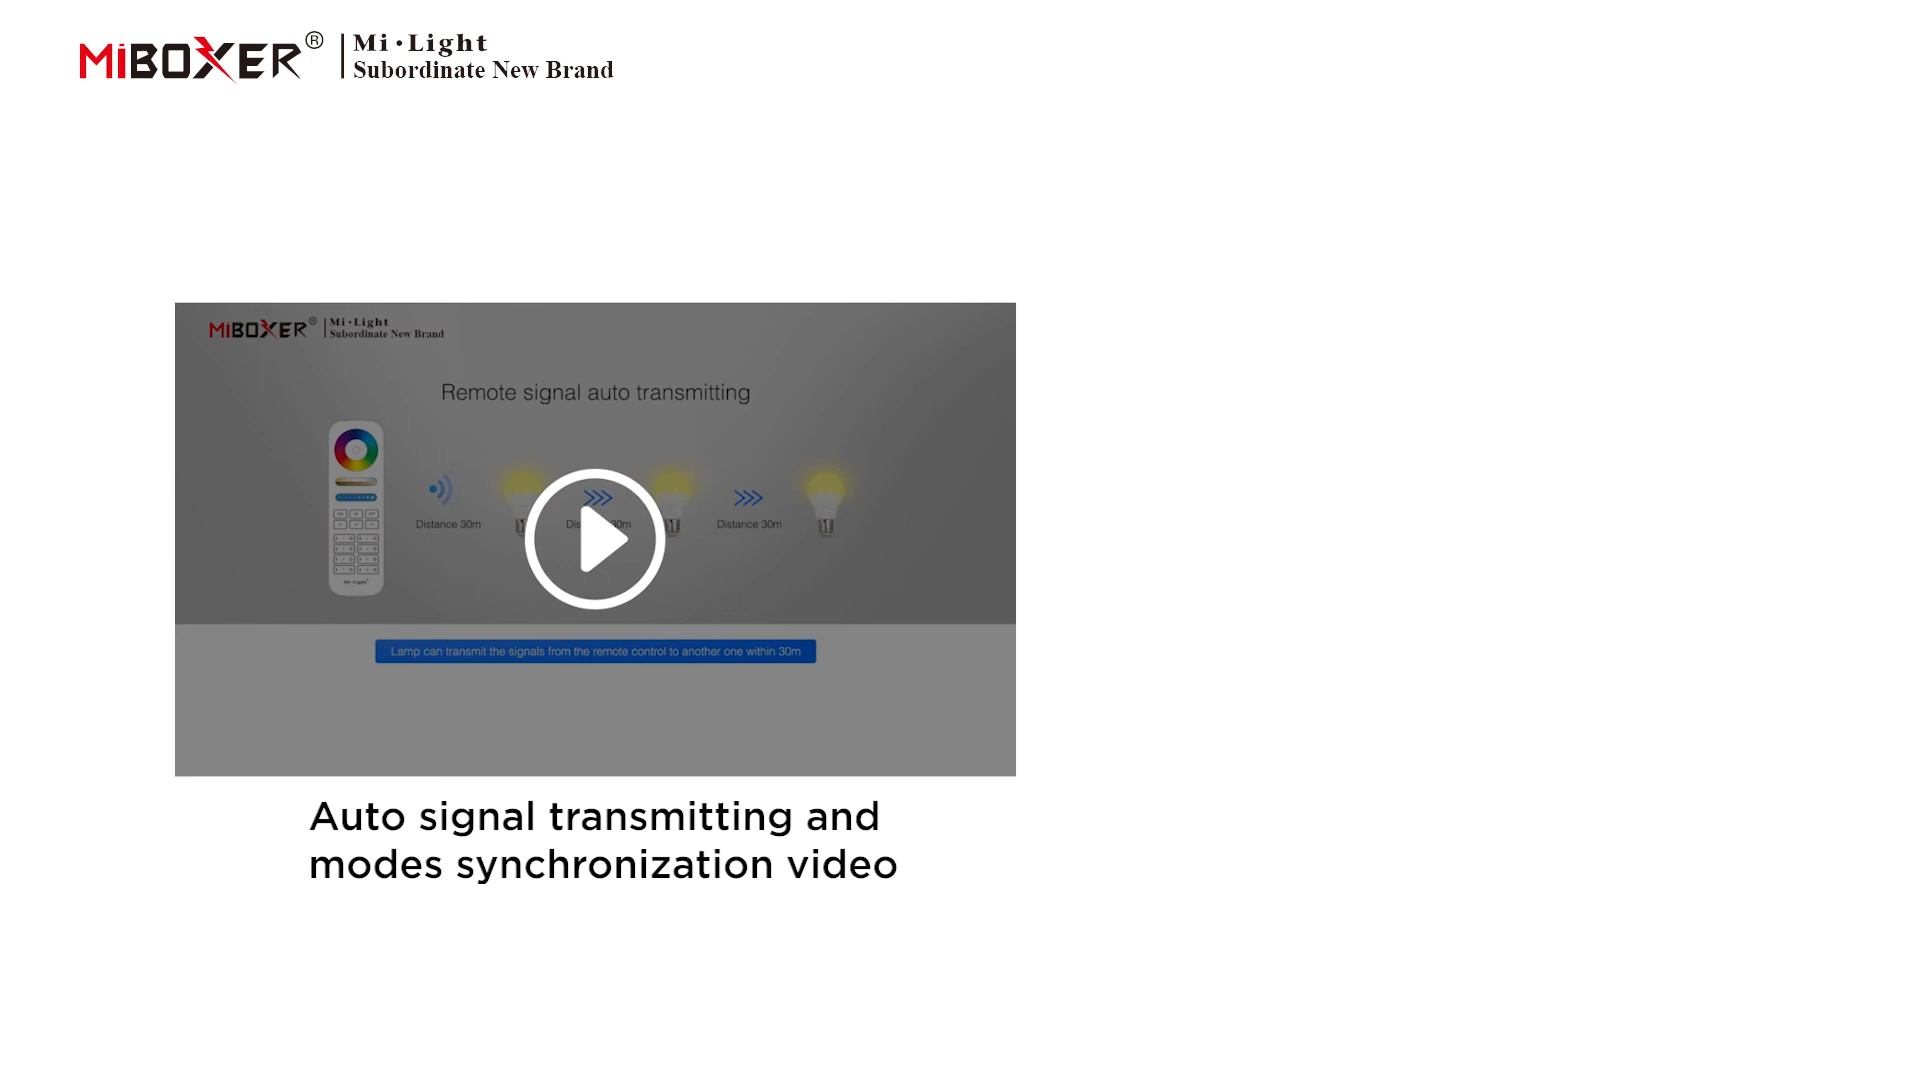 MiBOXER® Mi·Light
Subordinate New Brand
MiBOXER® Mi·Light
Subordinate New Brand
Remote signal auto transmitting
Distance 30m
Distance 30m
Mi·Light
Lamp can transmit the signals from the remote control to another one within 30m
Auto signal transmitting and
modes synchronization video